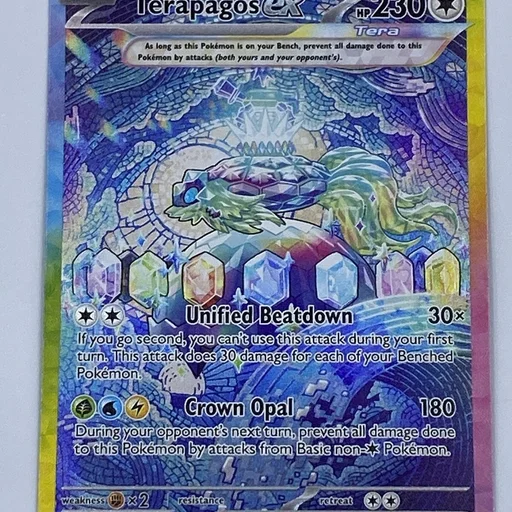 Terapagos ex HP 230
Tera
As long as this Pokémon is on your Bench, prevent all damage done to this
Pokémon by attacks (both yours and your opponent's).
Unified Beatdown 30×
If you go second, you can't use this attack during your first
turn. This attack does 30 damage for each of your Benched
Pokémon.
Crown Opal 180
During your opponent's next turn, prevent all damage done
to this Pokémon by attacks from Basic non- Pokémon.
weakness ×2 resistance retreat